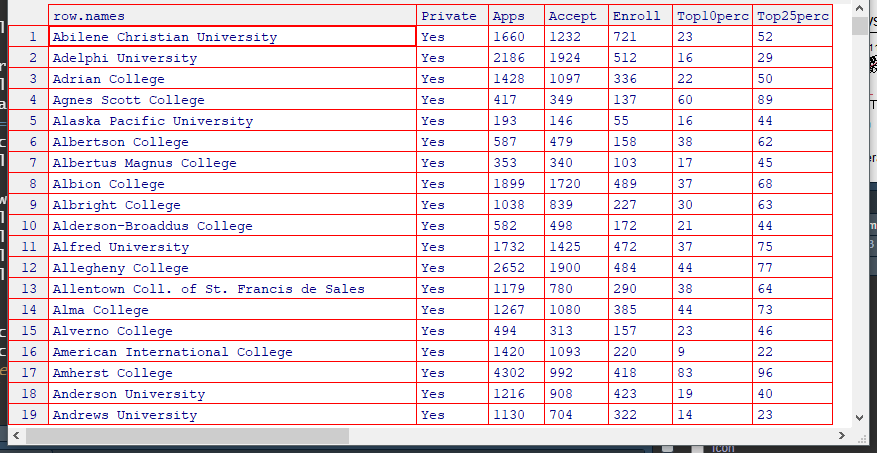 row.names Private Apps Accept Enroll Top10perc Top25perc
1 Abilene Christian University Yes 1660 1232 721 23 52
2 Adelphi University Yes 2186 1924 512 16 29
3 Adrian College Yes 1428 1097 336 22 50
4 Agnes Scott College Yes 417 349 137 60 89
5 Alaska Pacific University Yes 193 146 55 16 44
6 Albertson College Yes 587 479 158 38 62
7 Albertus Magnus College Yes 353 340 103 17 45
8 Albion College Yes 1899 1720 489 37 68
9 Albright College Yes 1038 839 227 30 63
10 Alderson-Broaddus College Yes 582 498 172 21 44
11 Alfred University Yes 1732 1425 472 37 75
12 Allegheny College Yes 2652 1900 484 44 77
13 Allentown Coll. of St. Francis de Sales Yes 1179 780 290 38 64
14 Alma College Yes 1267 1080 385 44 73
15 Alverno College Yes 494 313 157 23 46
16 American International College Yes 1420 1093 220 9 22
17 Amherst College Yes 4302 992 418 83 96
18 Anderson University Yes 1216 908 423 19 40
19 Andrews University Yes 1130 704 322 14 23
Icon